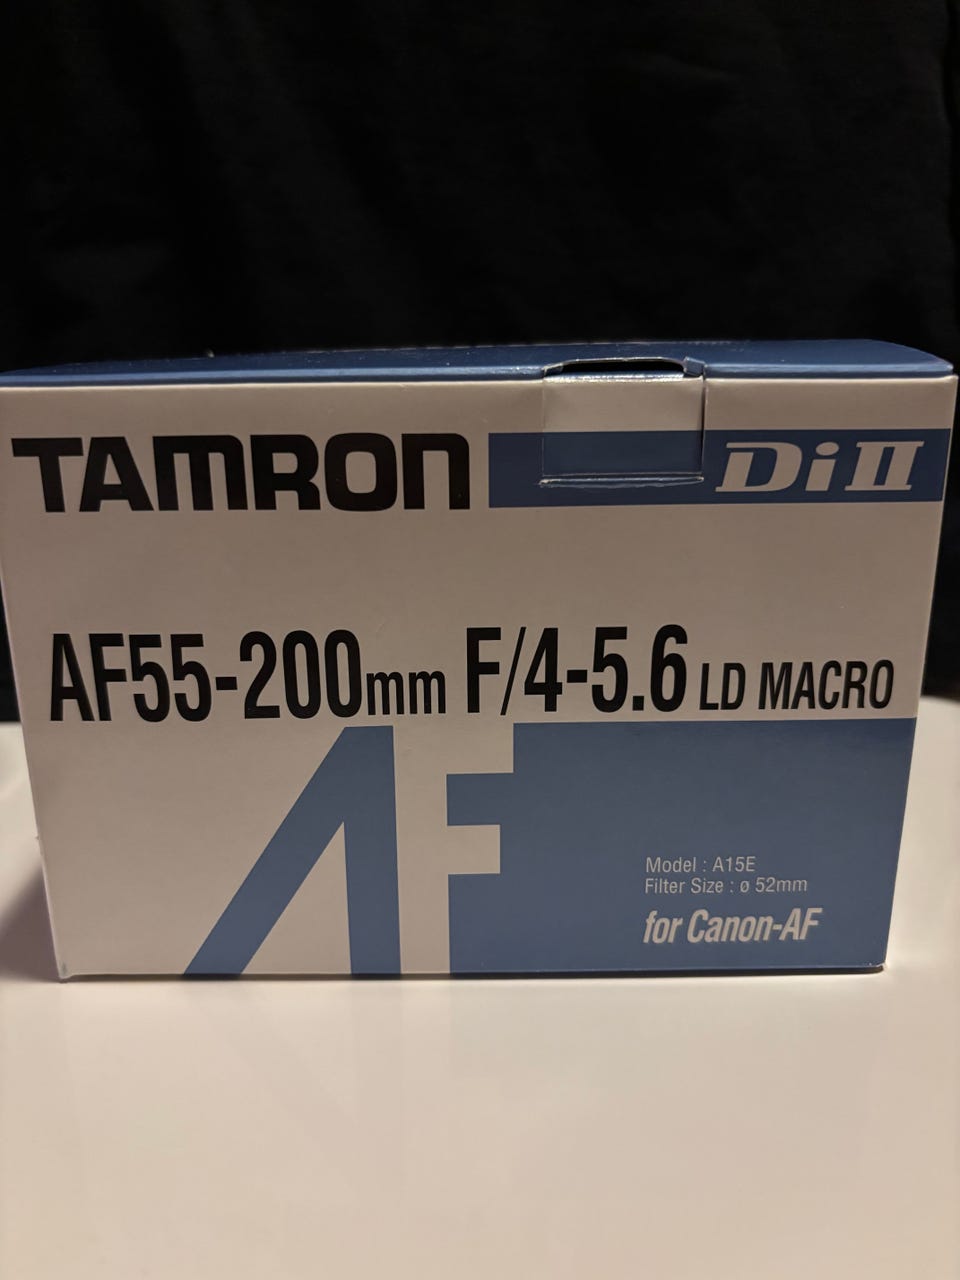 TAMRON Di II
AF55-200mm F/4-5.6 LD MACRO
AF
Model : A15E
Filter Size : ø 52mm
for Canon-AF